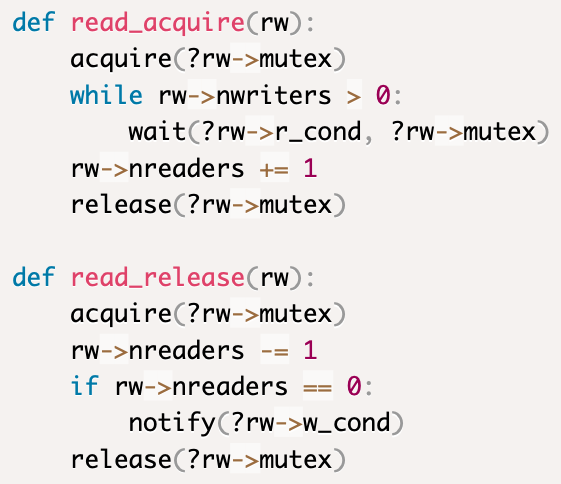 def read_acquire(rw):
    acquire(?rw->mutex)
    while rw->nwriters > 0:
        wait(?rw->r_cond, ?rw->mutex)
    rw->nreaders += 1
    release(?rw->mutex)

def read_release(rw):
    acquire(?rw->mutex)
    rw->nreaders -= 1
    if rw->nreaders == 0:
        notify(?rw->w_cond)
    release(?rw->mutex)